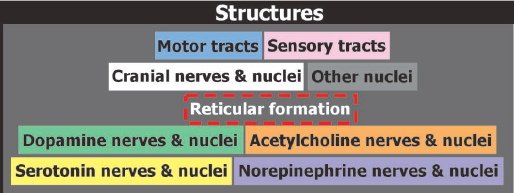 Structures
Motor tracts Sensory tracts
Cranial nerves & nuclei Other nuclei
Reticular formation
Dopamine nerves & nuclei Acetylcholine nerves & nuclei
Serotonin nerves & nuclei Norepinephrine nerves & nuclei